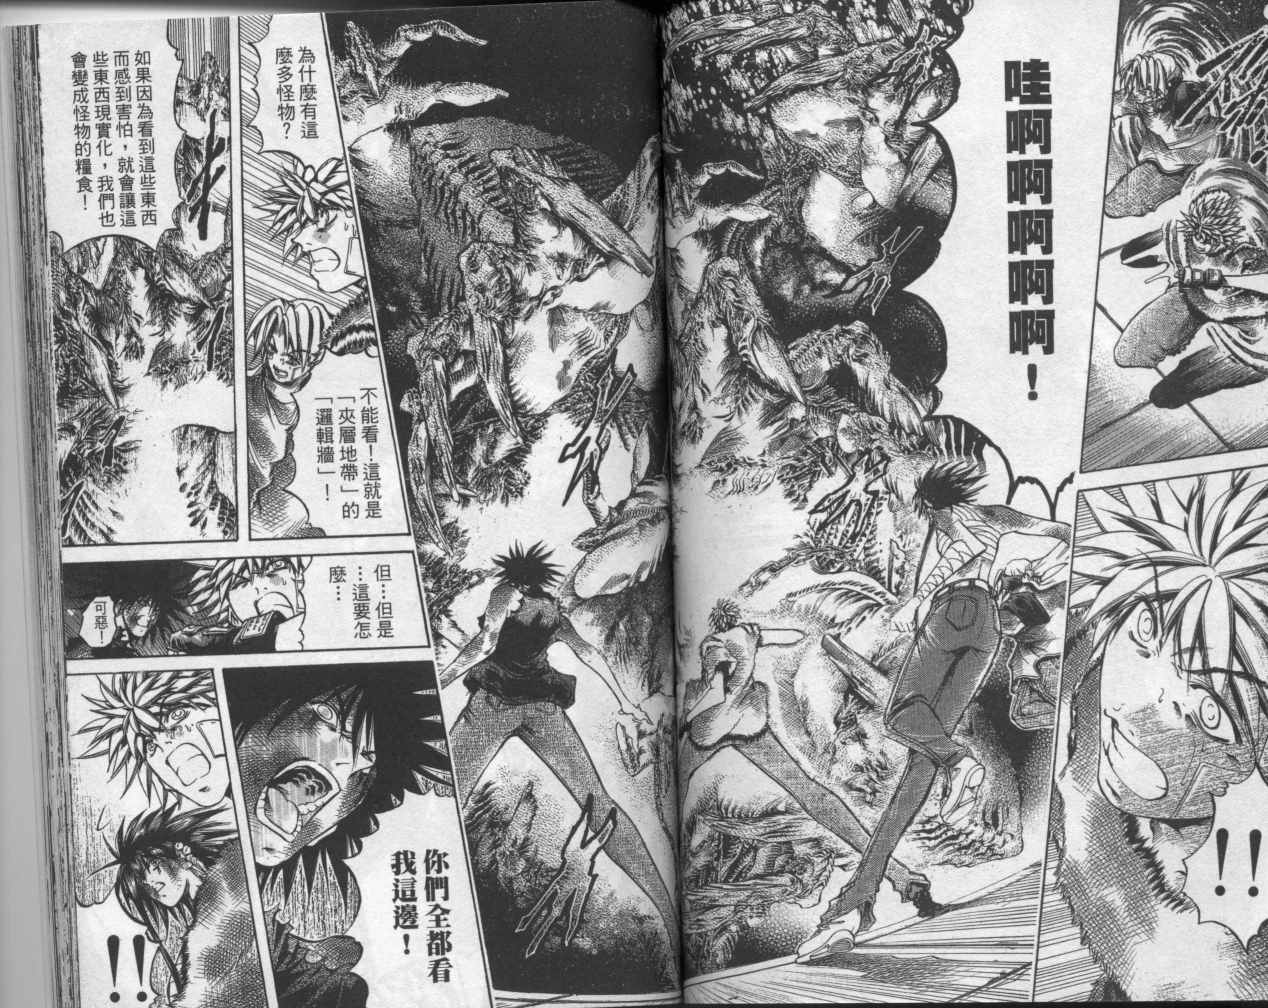 哇啊啊啊啊啊！
！！
為什麼有這
麼多怪物？
不能看！這就是
「夾層地帶」的
「邏輯牆」！
如果因為看到這些東西
而感到害怕，就會讓這
些東西現實化，我們也
會變成怪物的糧食！
但…但是
…這要怎
麼…
可惡！
你們全都看
我這邊！
！！